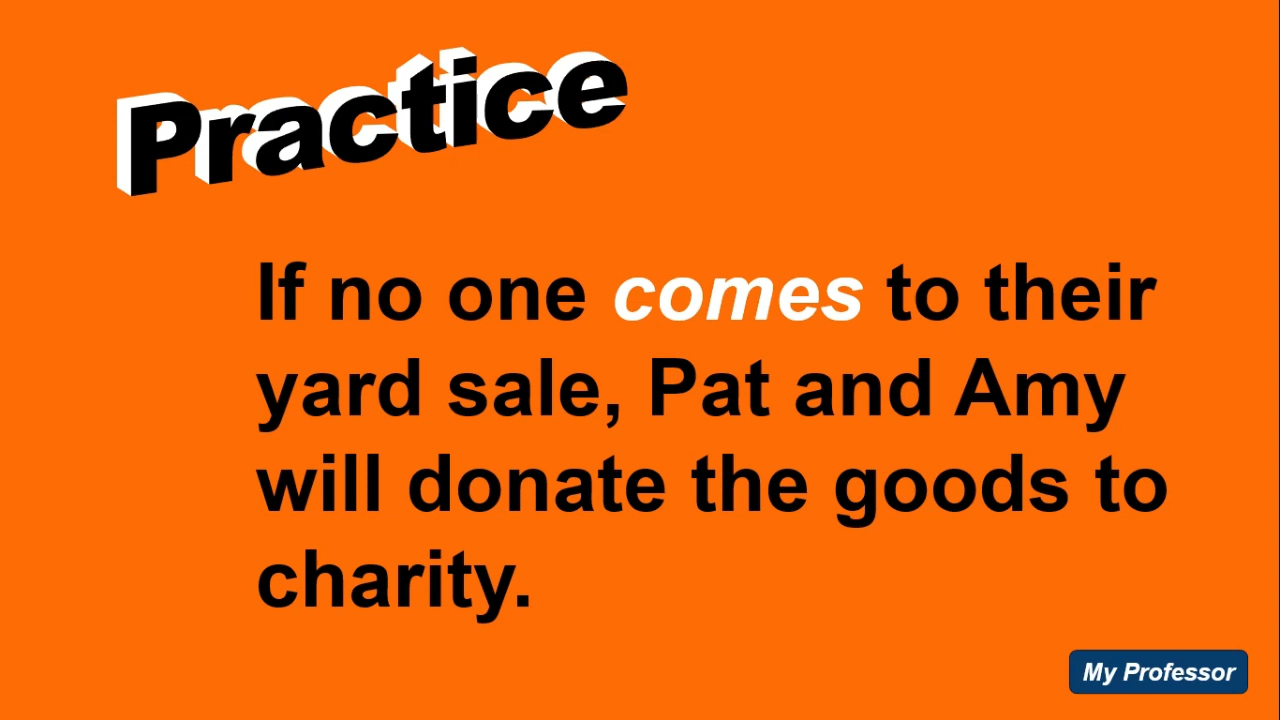 Practice
If no one comes to their
yard sale, Pat and Amy
will donate the goods to
charity.
My Professor